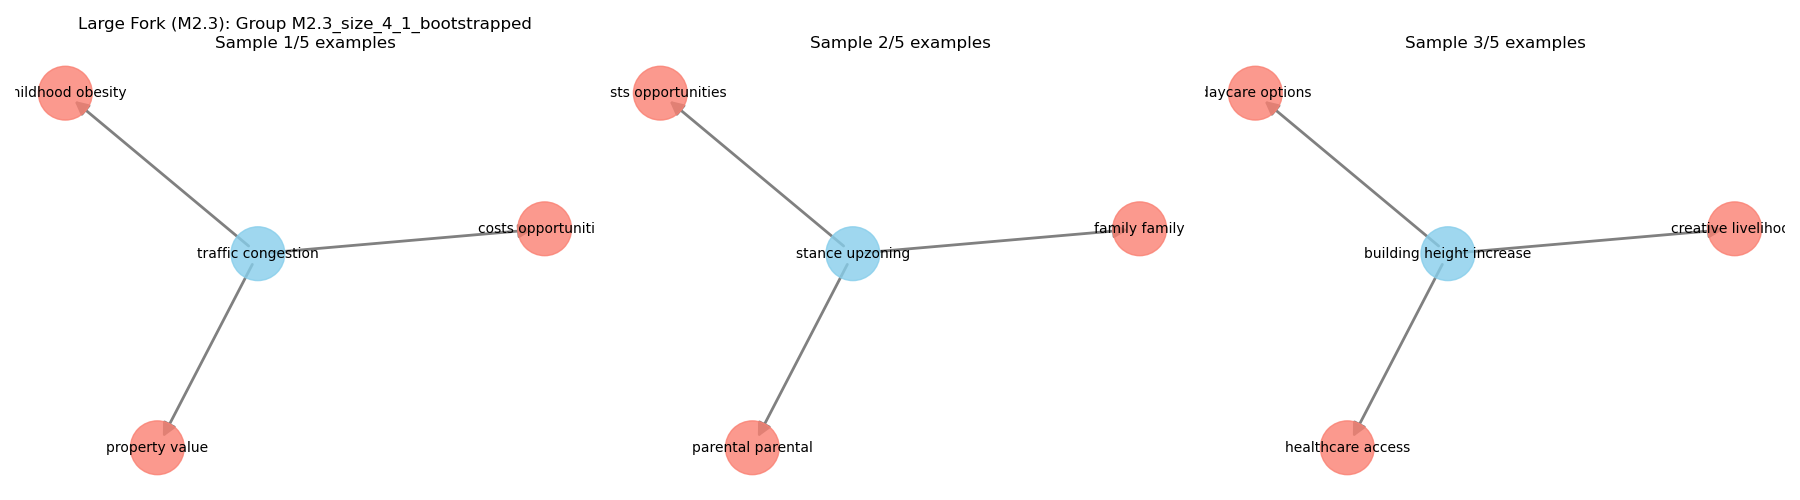 Large Fork (M2.3): Group M2.3_size_4_1_bootstrapped
Sample 1/5 examples
Sample 2/5 examples
Sample 3/5 examples
hildhood obesity
sts opportunities
daycare options
costs opportuniti
family family
creative livelihoo
traffic congestion
stance upzoning
building height increase
property value
parental parental
healthcare access